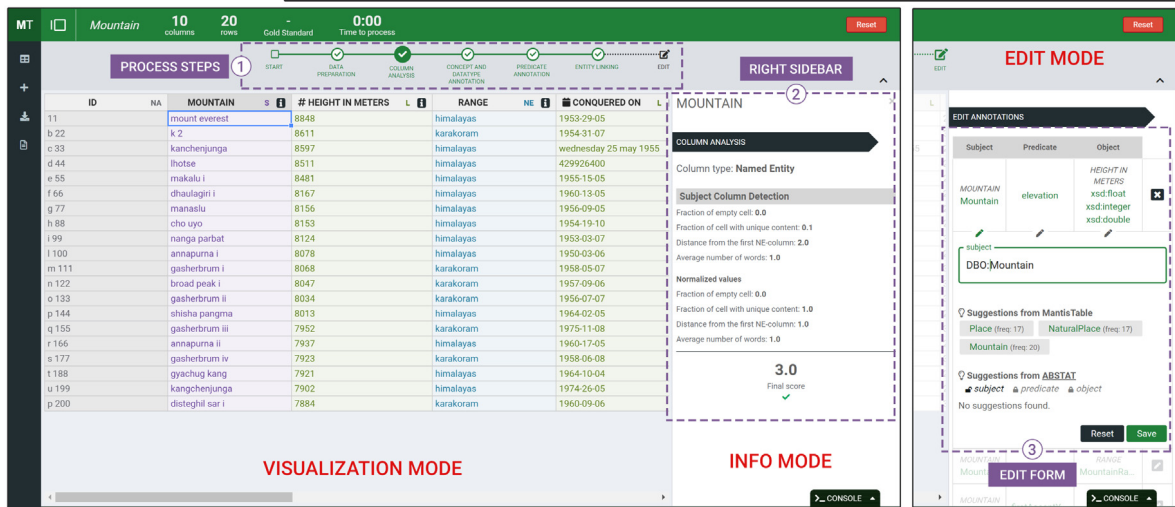 MT Mountain 10 columns 20 rows - Gold Standard 0:00 Time to process Reset
PROCESS STEPS 1 START DATA PREPARATION COLUMN ANALYSIS CONCEPT AND DATATYPE ANNOTATION PREDICATE ANNOTATION ENTITY LINKING EDIT RIGHT SIDEBAR
ID NA MOUNTAIN S # HEIGHT IN METERS L RANGE NE CONQUERED ON L
11 mount everest 8848 himalayas 1953-29-05
b 22 k 2 8611 karakoram 1954-31-07
c 33 kanchenjunga 8597 himalayas wednesday 25 may 1955
d 44 lhotse 8511 himalayas 429926400
e 55 makalu i 8481 himalayas 1955-15-05
f 66 dhaulagiri i 8167 himalayas 1960-13-05
g 77 manaslu 8156 himalayas 1956-09-05
h 88 cho uyo 8153 himalayas 1954-19-10
i 99 nanga parbat 8124 himalayas 1953-03-07
l 100 annapurna i 8078 himalayas 1950-03-06
m 111 gasherbrum i 8068 karakoram 1958-05-07
n 122 broad peak i 8047 karakoram 1957-09-06
o 133 gasherbrum ii 8034 karakoram 1956-07-07
p 144 shisha pangma 8013 himalayas 1964-02-05
q 155 gasherbrum iii 7952 karakoram 1975-11-08
r 166 annapurna ii 7937 himalayas 1960-17-05
s 177 gasherbrum iv 7923 karakoram 1958-06-08
t 188 gyachug kang 7921 himalayas 1964-10-04
u 199 kangchenjunga 7902 himalayas 1974-26-05
p 200 disteghil sar i 7884 karakoram 1960-09-06
VISUALIZATION MODE
2
MOUNTAIN
COLUMN ANALYSIS
Column type: Named Entity
Subject Column Detection
Fraction of empty cell: 0.0
Fraction of cell with unique content: 0.1
Distance from the first NE-column: 2.0
Average number of words: 1.0
Normalized values
Fraction of empty cell: 0.0
Fraction of cell with unique content: 1.0
Distance from the first NE-column: 1.0
Average number of words: 1.0
3.0
Final score
INFO MODE
>_ CONSOLE
Reset
EDIT
EDIT MODE
L
EDIT ANNOTATIONS
Subject Predicate Object
MOUNTAIN
Mountain
elevation
HEIGHT IN
METERS
xsd:float
xsd:integer
xsd:double
subject
DBO:Mountain
Suggestions from MantisTable
Place (freq: 17) NaturalPlace (freq: 17)
Mountain (freq: 20)
Suggestions from ABSTAT
subject predicate object
No suggestions found.
Reset Save
3
EDIT FORM
MOUNTAIN RANGE
MountainRa...
MOUNTAIN
>_ CONSOLE